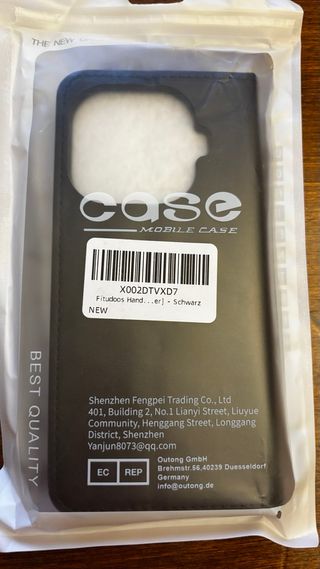 THE NEW
case
MOBILE CASE
X002DTVXD7
Fitudoos Hand...er] - Schwarz
NEW
BEST QUALITY
Shenzhen Fengpei Trading Co., Ltd
401, Building 2, No.1 Lianyi Street, Liuyue
Community, Henggang Street, Longgang
District, Shenzhen
Yanjun8073@qq.com
EC REP
Outong GmbH
Brehmstr.56,40239 Duesseldorf
Germany
info@outong.de